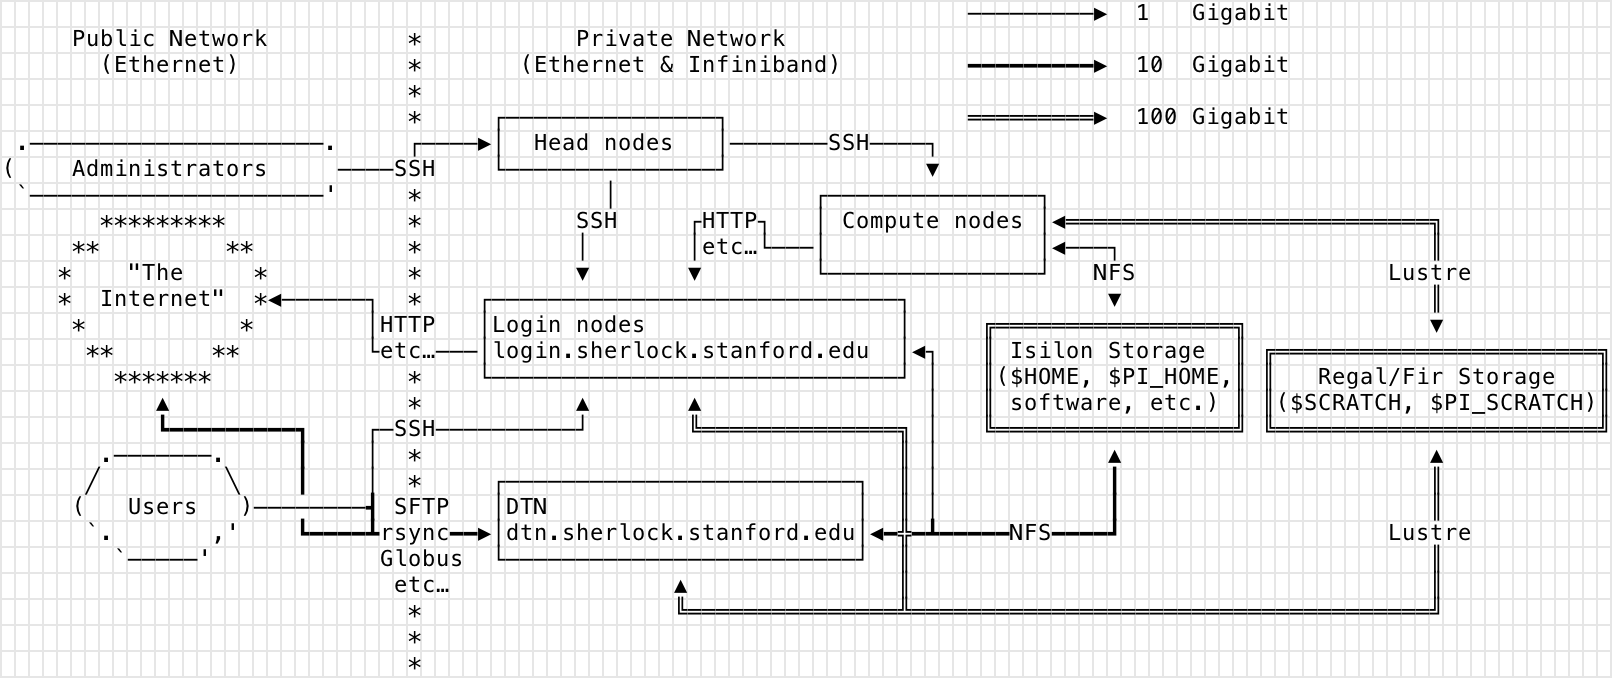 1 Gigabit
Public Network
(Ethernet)
Private Network
(Ethernet & Infiniband)
10 Gigabit
100 Gigabit
Head nodes
SSH
Administrators
SSH
SSH
HTTP
etc…
Compute nodes
"The
Internet"
NFS
Lustre
HTTP
etc…
Login nodes
login.sherlock.stanford.edu
Isilon Storage
($HOME, $PI_HOME,
software, etc.)
Regal/Fir Storage
($SCRATCH, $PI_SCRATCH)
SSH
Users
SFTP
rsync
Globus
etc…
DTN
dtn.sherlock.stanford.edu
NFS
Lustre